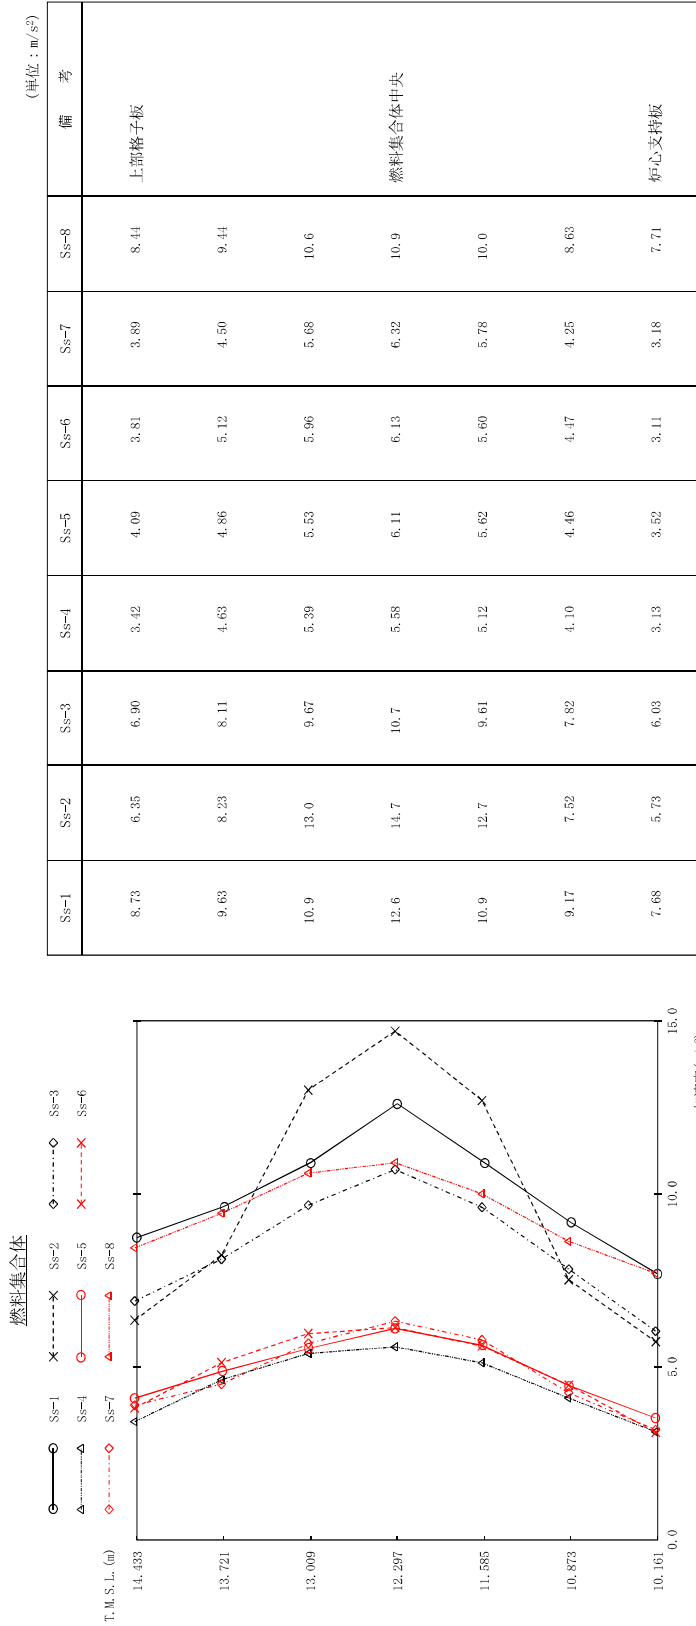 燃料集合体
Ss-1 Ss-2 Ss-3
Ss-4 Ss-5 Ss-6
Ss-7 Ss-8
T.M.S.L.(m)
14.433
13.721
13.009
12.297
11.585
10.873
10.161
0.0 5.0 10.0 15.0
(単位：m/s²)
Ss-1 Ss-2 Ss-3 Ss-4 Ss-5 Ss-6 Ss-7 Ss-8 備 考
8.73 6.35 6.90 3.42 4.09 3.81 3.89 8.44 上部格子板
9.63 8.23 8.11 4.63 4.86 5.12 4.50 9.44
10.9 13.0 9.67 5.39 5.53 5.96 5.68 10.6
12.6 14.7 10.7 5.58 6.11 6.13 6.32 10.9 燃料集合体中央
10.9 12.7 9.61 5.12 5.62 5.60 5.78 10.0
9.17 7.52 7.82 4.10 4.46 4.47 4.25 8.63
7.68 5.73 6.03 3.13 3.52 3.11 3.18 7.71 炉心支持板